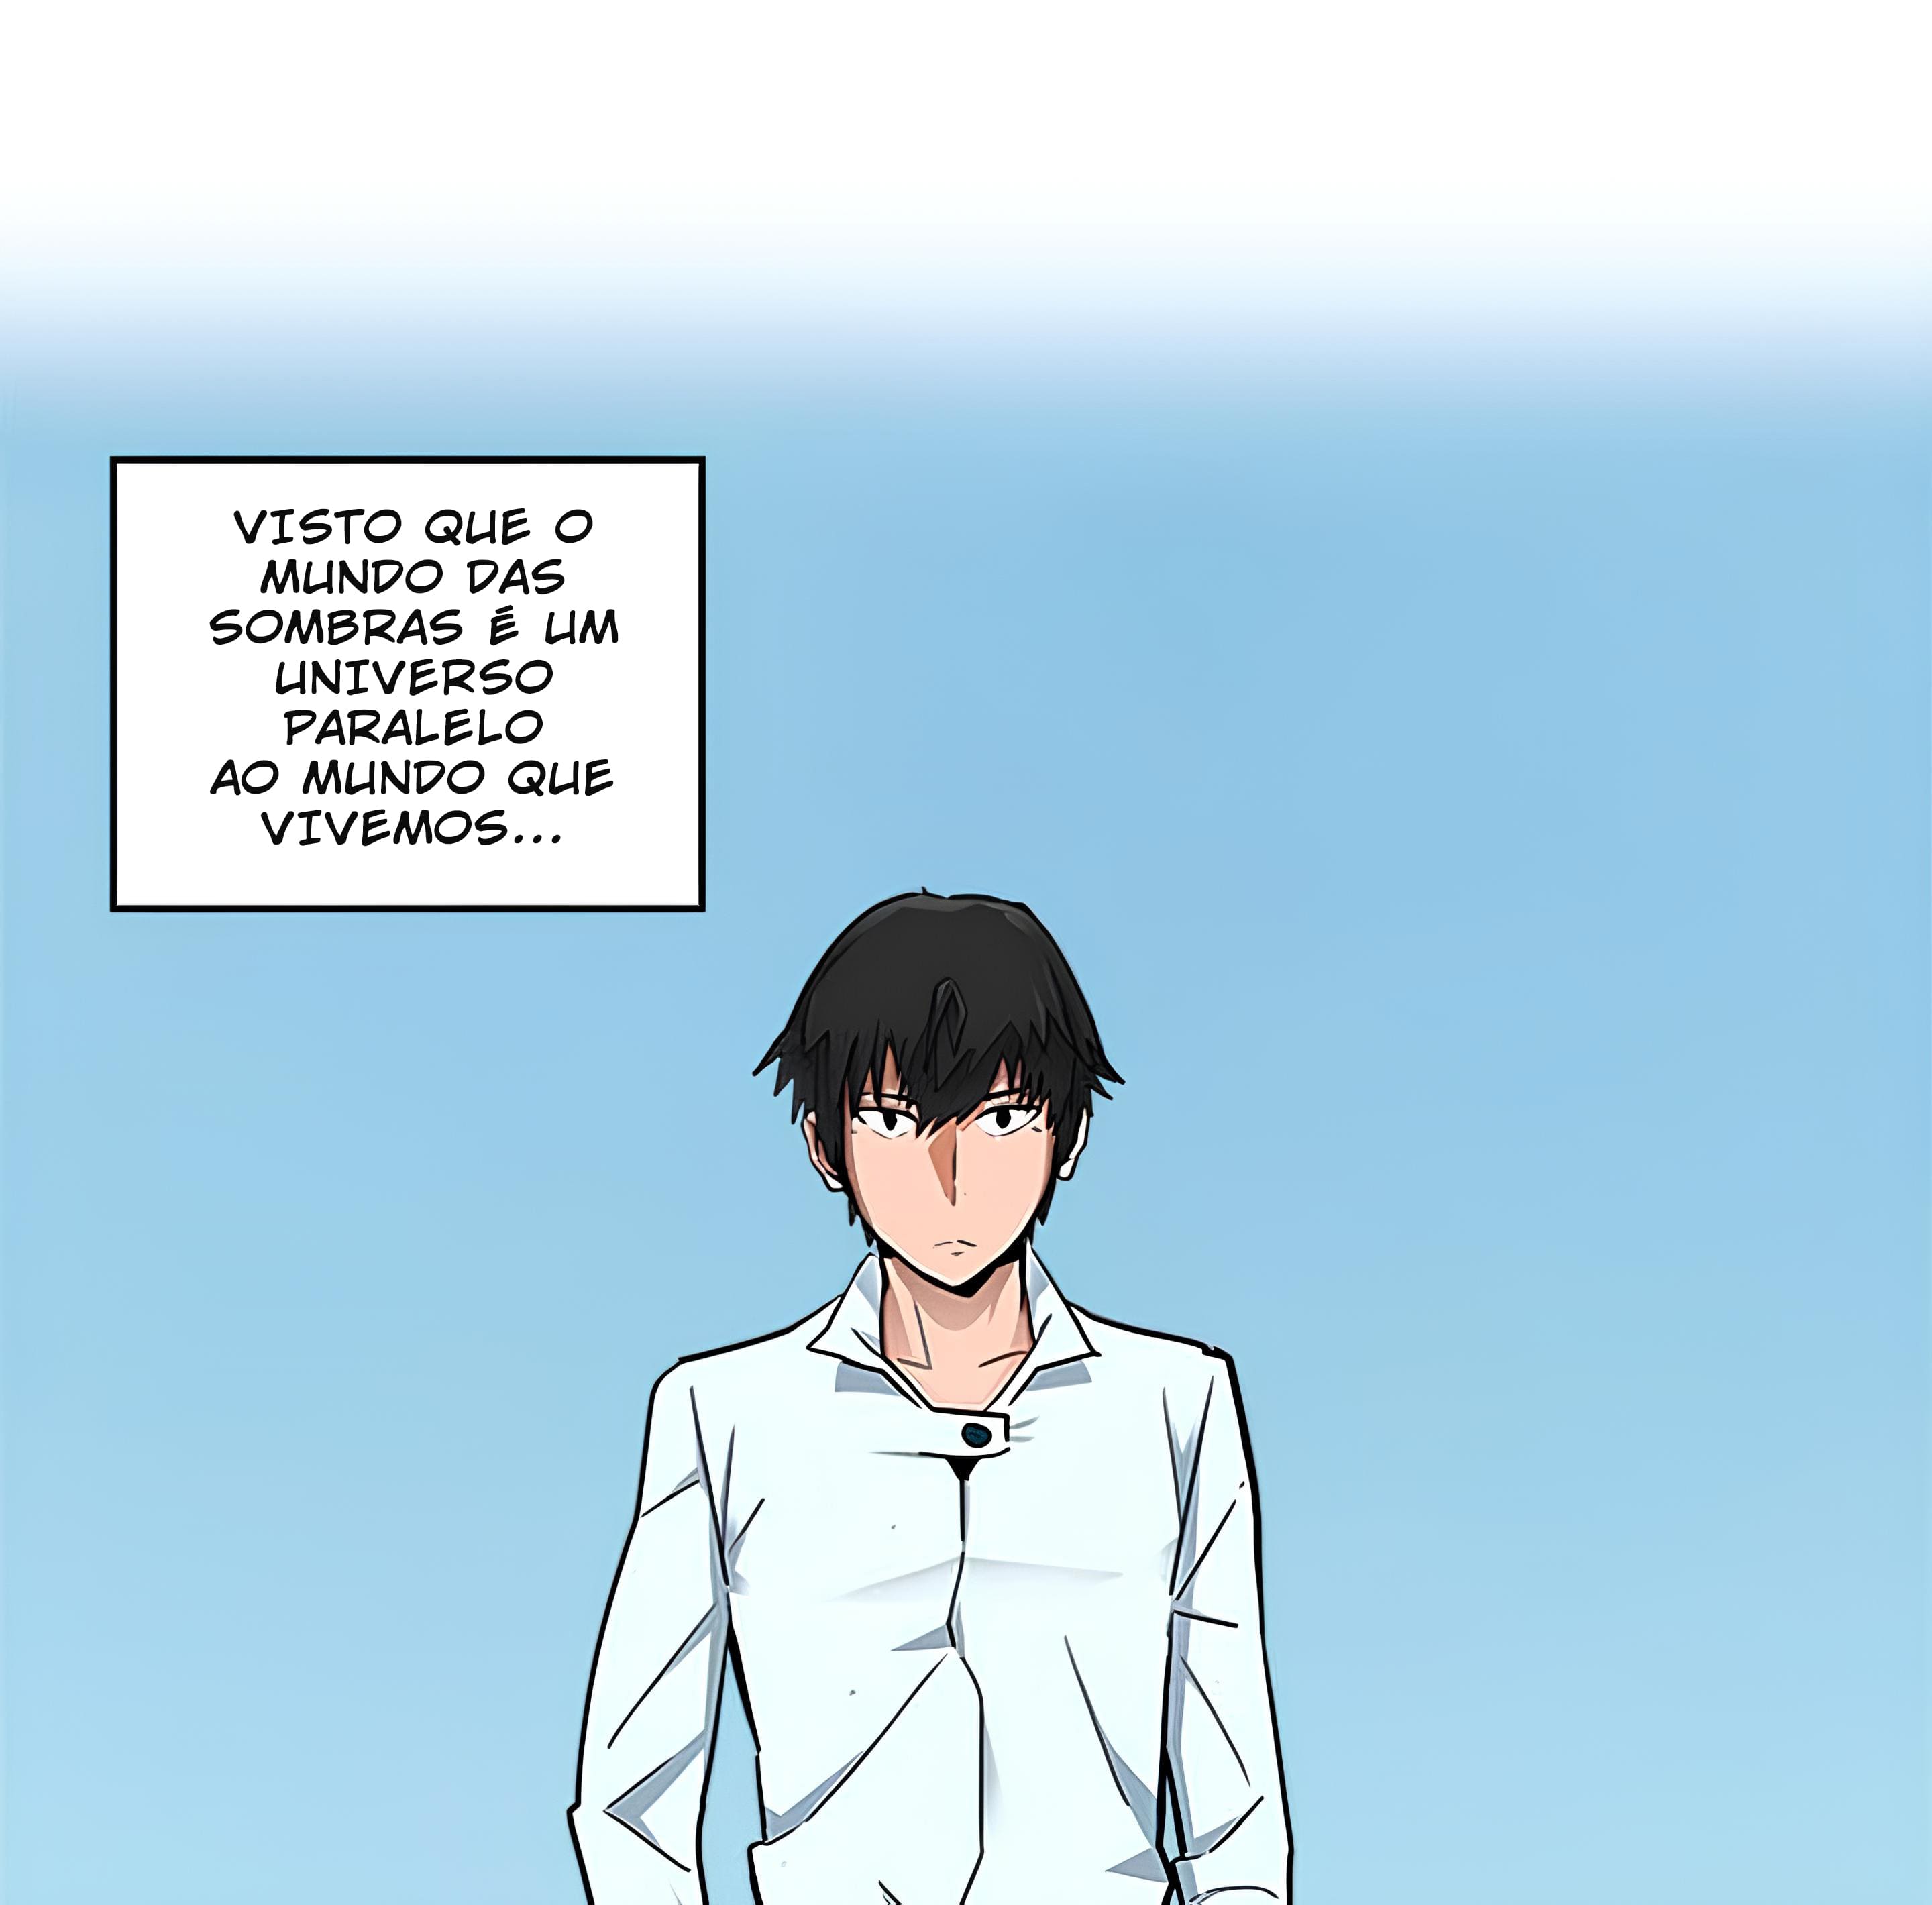 VISTO QUE O
MUNDO DAS
SOMBRAS É UM
UNIVERSO
PARALELO
AO MUNDO QUE
VIVEMOS...